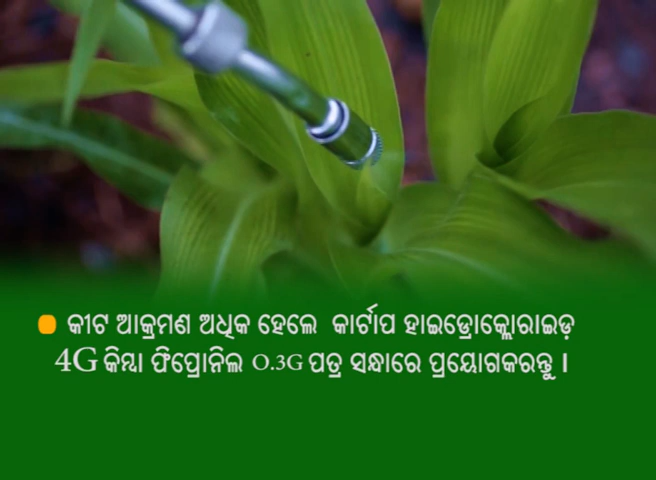 କୀଟ ଆକ୍ରମଣ ଅଧିକ ହେଲେ କାର୍ଟାପ ହାଇଡ୍ରୋକ୍ଲୋରାଇଡ଼
4G କିମ୍ବା ଫିପ୍ରୋନିଲ 0.3G ପତ୍ର ସନ୍ଧାରେ ପ୍ରୟୋଗକରନ୍ତୁ ।